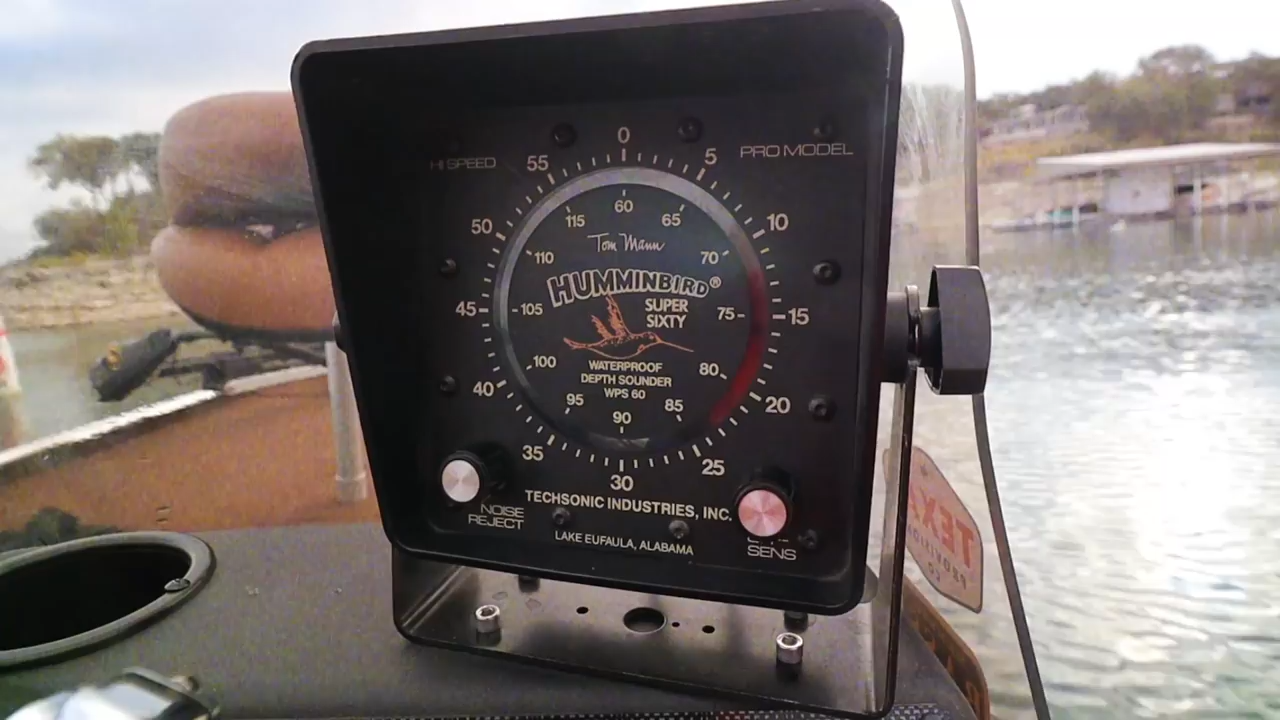 HI SPEED
PRO MODEL
0
5
10
15
20
25
30
35
40
45
50
55
60
65
70
75
80
85
90
95
100
105
110
115
Tom Mann
HUMMINBIRD®
SUPER
SIXTY
WATERPROOF
DEPTH SOUNDER
WPS 60
NOISE
REJECT
TECHSONIC INDUSTRIES, INC.
LAKE EUFAULA, ALABAMA
SENS